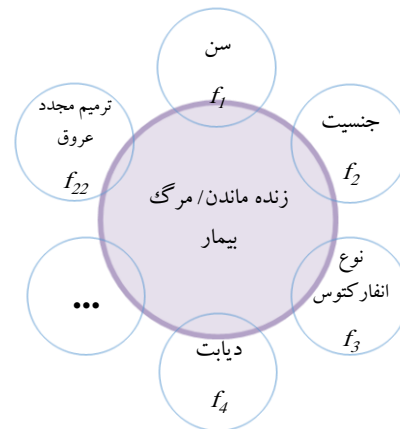 سن
f1
جنسیت
f2
نوع
انفارکتوس
f3
دیابت
f4
...
ترمیم مجدد
عروق
f22
زنده ماندن/ مرگ
بیمار